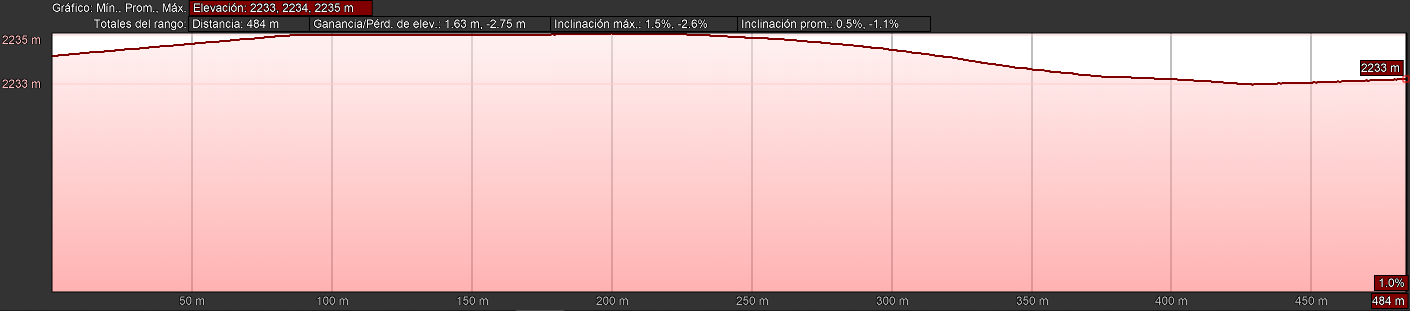 Gráfico: Mín., Prom., Máx. Elevación: 2233, 2234, 2235 m
Totales del rango: Distancia: 484 m Ganancia/Pérd. de elev.: 1.63 m, -2.75 m Inclinación máx.: 1.5%, -2.6% Inclinación prom.: 0.5%, -1.1%
2235 m
2233 m
2233 m
1.0%
50 m 100 m 150 m 200 m 250 m 300 m 350 m 400 m 450 m 484 m